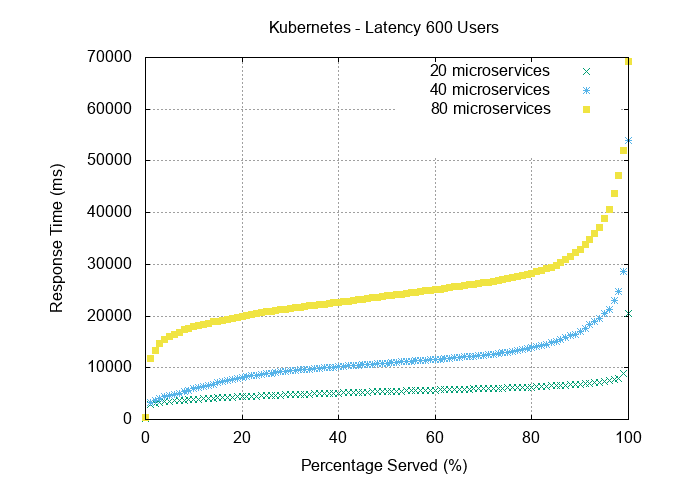 Kubernetes - Latency 600 Users
70000
60000
50000
40000
30000
20000
10000
0
Response Time (ms)
20 microservices
40 microservices
80 microservices
0 20 40 60 80 100
Percentage Served (%)